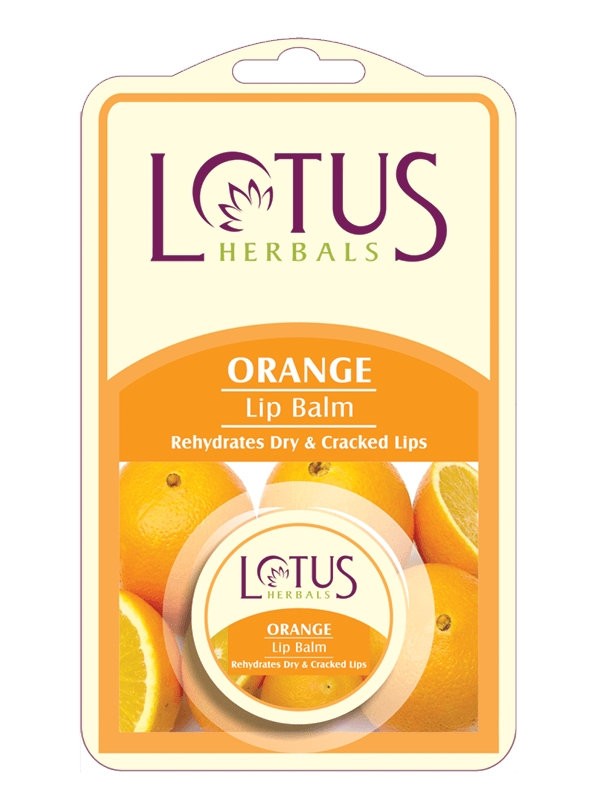 LOTUS
HERBALS
ORANGE
Lip Balm
Rehydrates Dry & Cracked Lips
LOTUS
HERBALS
ORANGE
Lip Balm
Rehydrates Dry & Cracked Lips